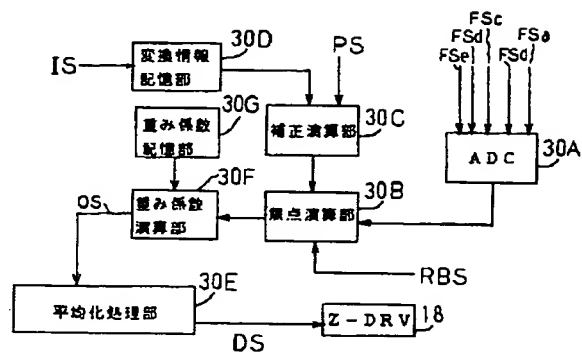 FSc
FSd
FSa
FSe
FSd
30D
PS
IS
変換情報
記憶部
30G
重み係数
記憶部
補正演算部
30C
ADC
30A
30F
30B
OS
重み係数
演算部
焦点演算部
RBS
30E
平均化処理部
Z-DRV
18
DS